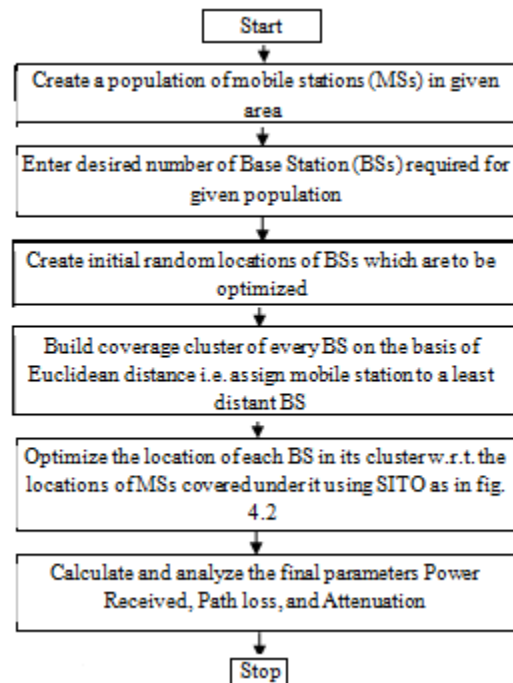 Start
Create a population of mobile stations (MSs) in given
area
Enter desired number of Base Station (BSs) required for
given population
Create initial random locations of BSs which are to be
optimized
Build coverage cluster of every BS on the basis of
Euclidean distance i.e. assign mobile station to a least
distant BS
Optimize the location of each BS in its cluster w.r.t. the
locations of MSs covered under it using SITO as in fig.
4.2
Calculate and analyze the final parameters Power
Received, Path loss, and Attenuation
Stop